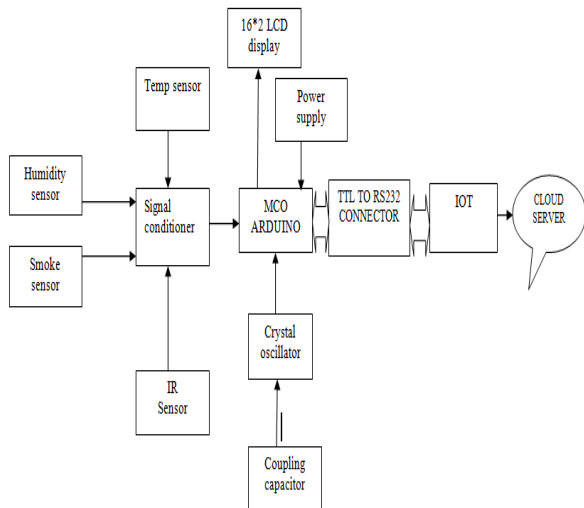 16*2 LCD
display
Temp sensor
Power
supply
Humidity
sensor
Signal
conditioner
MCO
ARDUINO
TTL TO RS232
CONNECTOR
IOT
CLOUD
SERVER
Smoke
sensor
Crystal
oscillator
IR
Sensor
Coupling
capacitor